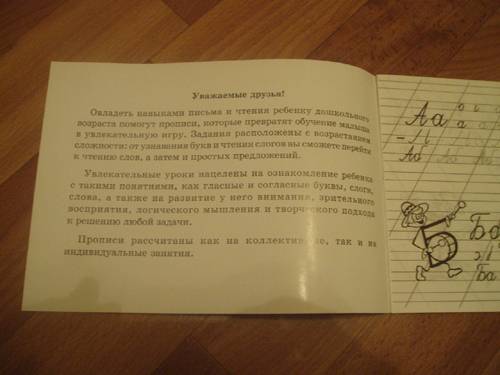 Уважаемые друзья!
Овладеть навыками письма и чтения ребенку дошкольного
возраста помогут прописи, которые превратят обучение малыша
в увлекательную игру. Задания расположены с возрастанием
сложности: от узнавания букв и чтения слогов вы сможете перейти
к чтению слов, а затем и простых предложений.
Увлекательные уроки нацелены на ознакомление ребенка
с такими понятиями, как гласные и согласные буквы, слоги,
слова, а также на развитие у него внимания, зрительного
восприятия, логического мышления и творческого подхода
к решению любой задачи.
Прописи рассчитаны как на коллективные, так и на
индивидуальные занятия.
Аа
Аа Аа
Б
Ба